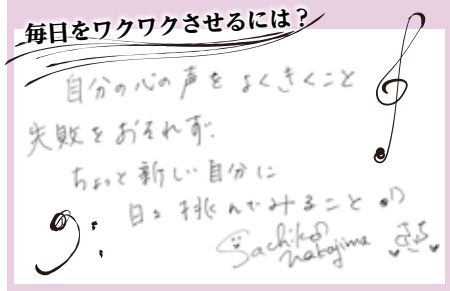 毎日をワクワクさせるには？
自分の心の声を よくきくこと
失敗をおそれず、
ちょっと新しい自分に
日々挑んでみること
Sachiko
Nakajima
さち